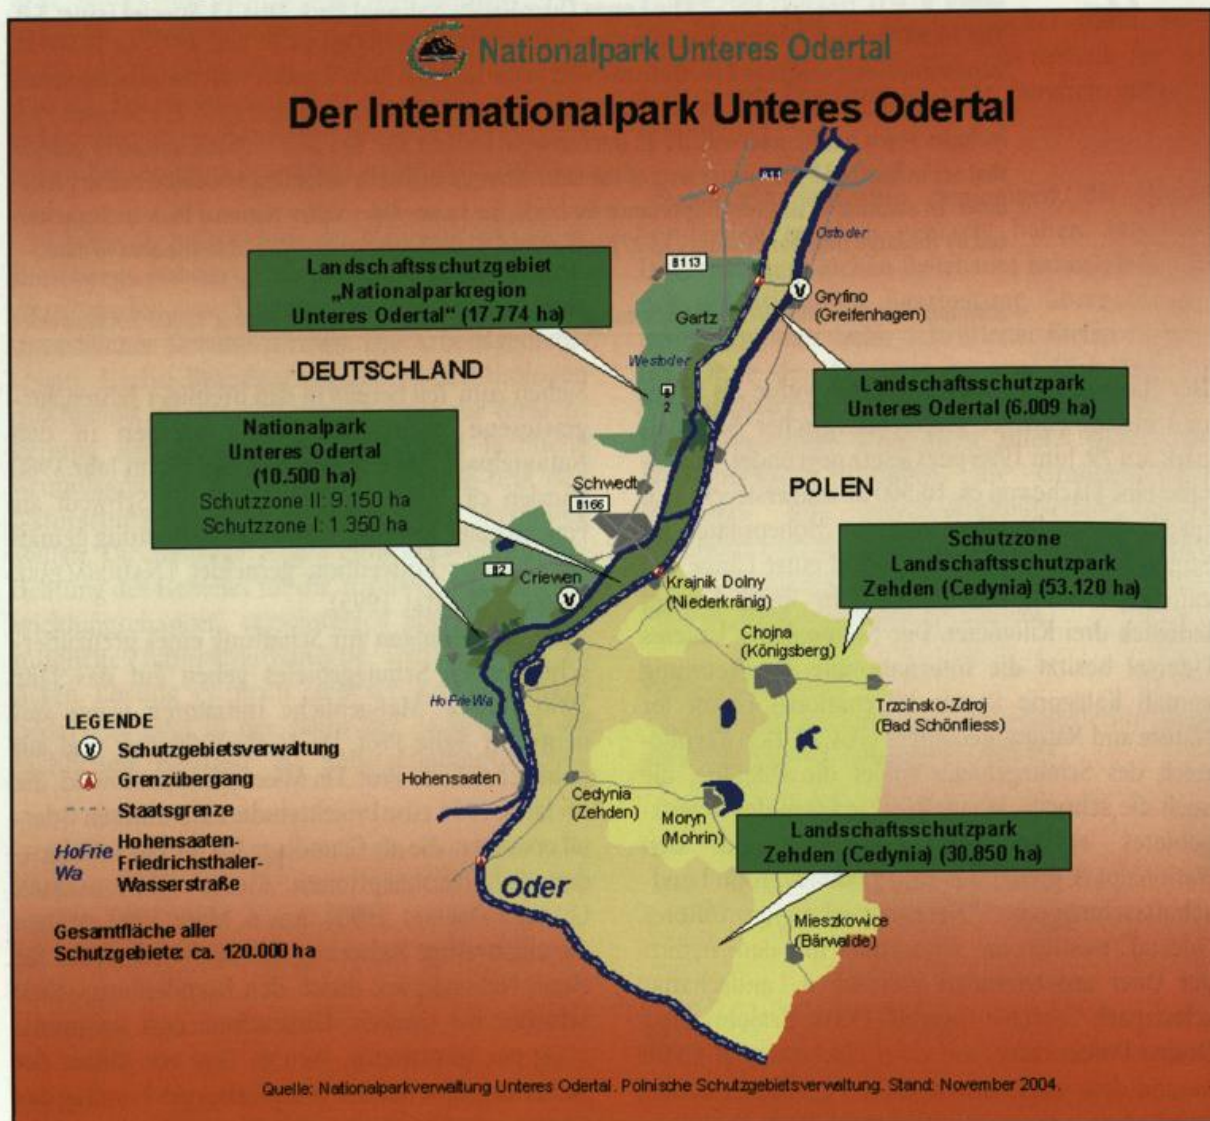 Nationalpark Unteres Odertal
Der Internationalpark Unteres Odertal
A11
Ostoder
B113
Landschaftsschutzgebiet
„Nationalparkregion
Unteres Odertal“ (17.774 ha)
Gryfino
(Greifenhagen)
Gartz
Westoder
DEUTSCHLAND
B
2
Landschaftsschutzpark
Unteres Odertal (6.009 ha)
Nationalpark
Unteres Odertal
(10.500 ha)
Schutzzone II: 9.150 ha
Schutzzone I: 1.350 ha
Schwedt
POLEN
B166
Schutzzone
Landschaftsschutzpark
Zehden (Cedynia) (53.120 ha)
B2
Criewen
Krajnik Dolny
(Niederkränig)
Chojna
(Königsberg)
HoFrieWa
Trzcinsko-Zdroj
(Bad Schönfliess)
LEGENDE
V Schutzgebietsverwaltung
Grenzübergang
Staatsgrenze
HoFrie
Wa
Hohensaaten-
Friedrichsthaler-
Wasserstraße
Hohensaaten
Cedynia
(Zehden)
Moryn
(Mohrin)
Landschaftsschutzpark
Zehden (Cedynia) (30.850 ha)
Oder
Mieszkowice
(Bärwalde)
Gesamtfläche aller
Schutzgebiete: ca. 120.000 ha
Quelle: Nationalparkverwaltung Unteres Odertal. Polnische Schutzgebietsverwaltung. Stand: November 2004.